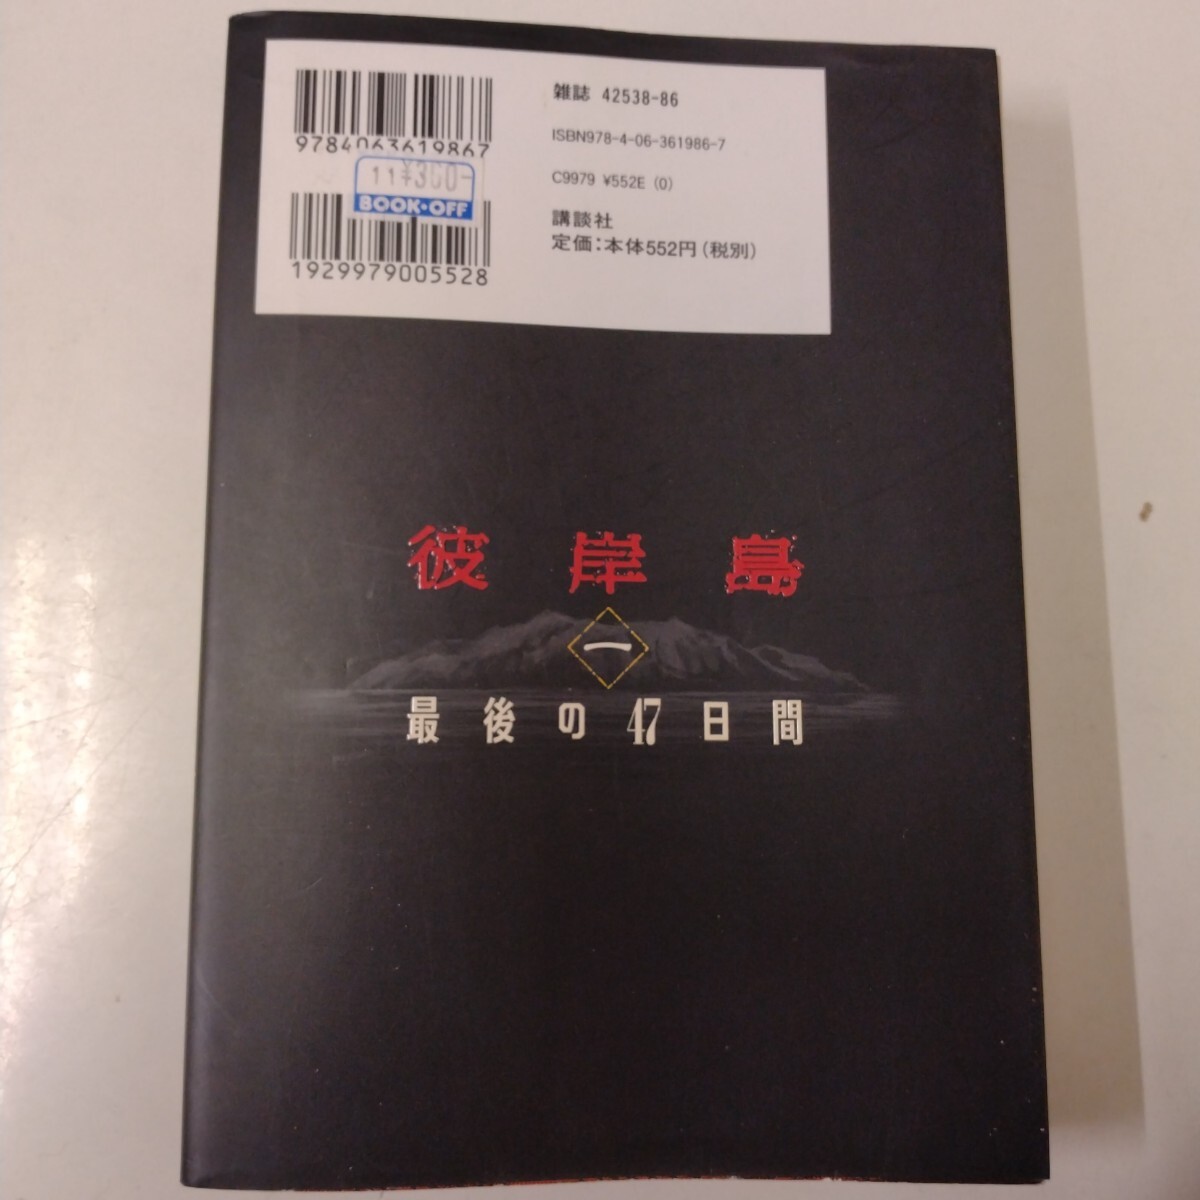 9784063619867
11¥300-
BOOK•OFF
1929979005528
雑誌 42538-86
ISBN978-4-06-361986-7
C9979 ¥552E (0)
講談社
定価：本体552円（税別）
彼岸島
一
最後の47日間